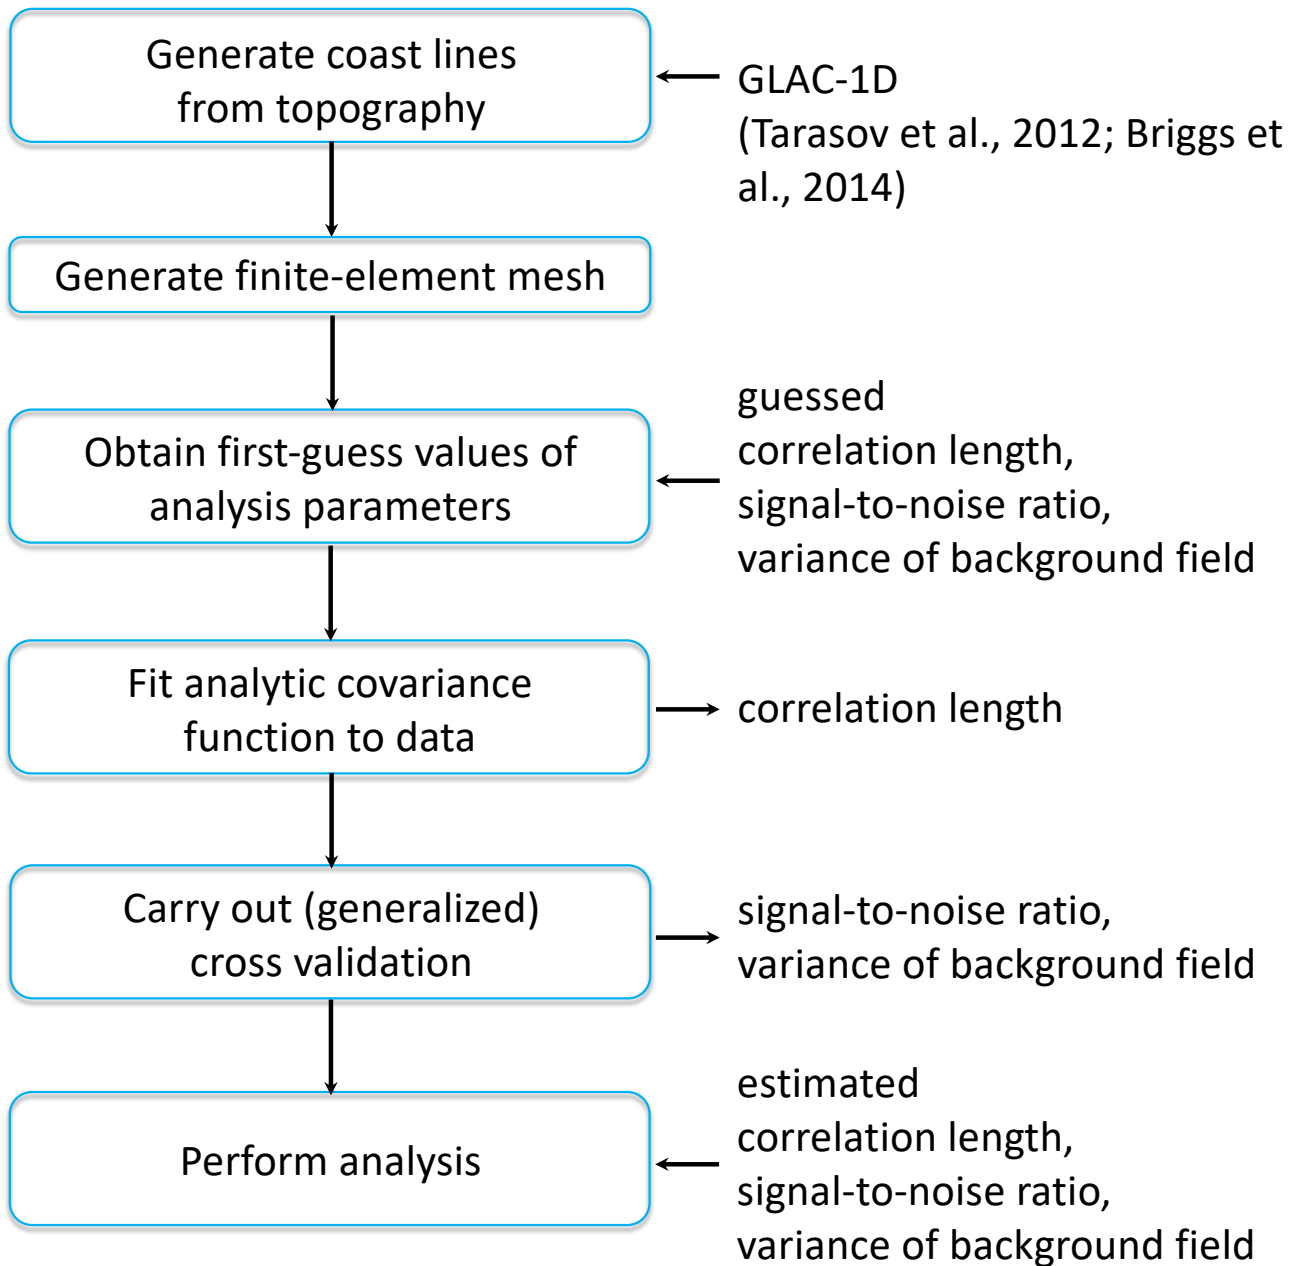 Generate coast lines
from topography
GLAC-1D
(Tarasov et al., 2012; Briggs et
al., 2014)
Generate finite-element mesh
Obtain first-guess values of
analysis parameters
guessed
correlation length,
signal-to-noise ratio,
variance of background field
Fit analytic covariance
function to data
correlation length
Carry out (generalized)
cross validation
signal-to-noise ratio,
variance of background field
Perform analysis
estimated
correlation length,
signal-to-noise ratio,
variance of background field